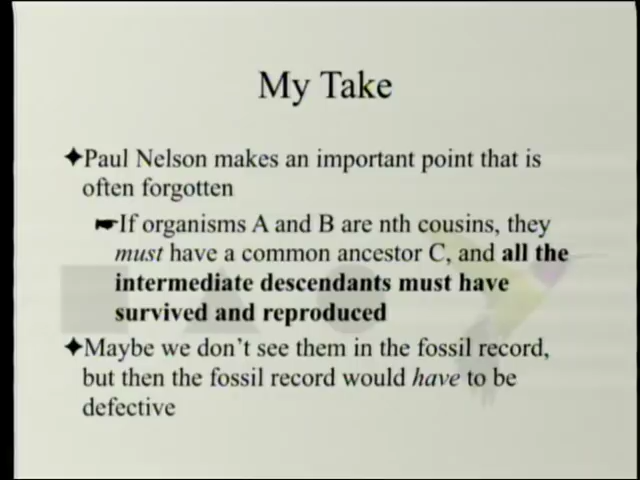 My Take
Paul Nelson makes an important point that is
often forgotten
If organisms A and B are nth cousins, they
must have a common ancestor C, and all the
intermediate descendants must have
survived and reproduced
Maybe we don't see them in the fossil record,
but then the fossil record would have to be
defective